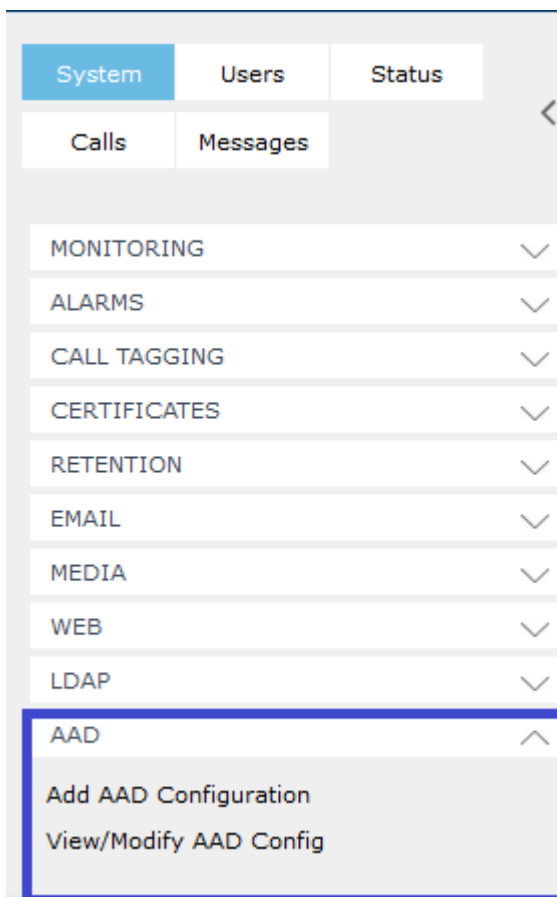 System Users Status
Calls Messages
MONITORING
ALARMS
CALL TAGGING
CERTIFICATES
RETENTION
EMAIL
MEDIA
WEB
LDAP
AAD
Add AAD Configuration
View/Modify AAD Config